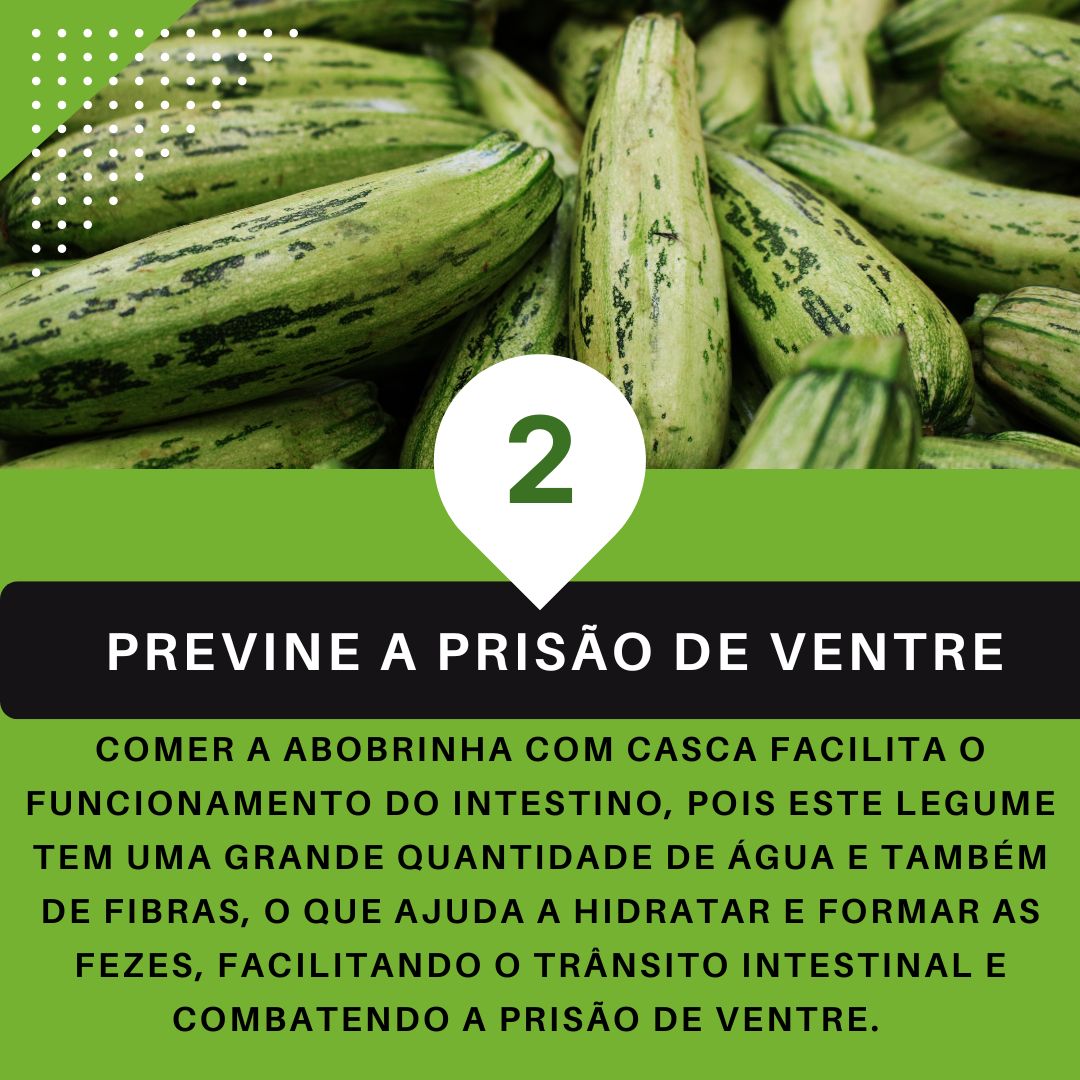 2
PREVINE A PRISÃO DE VENTRE
COMER A ABOBRINHA COM CASCA FACILITA O
FUNCIONAMENTO DO INTESTINO, POIS ESTE LEGUME
TEM UMA GRANDE QUANTIDADE DE ÁGUA E TAMBÉM
DE FIBRAS, O QUE AJUDA A HIDRATAR E FORMAR AS
FEZES, FACILITANDO O TRÂNSITO INTESTINAL E
COMBATENDO A PRISÃO DE VENTRE.